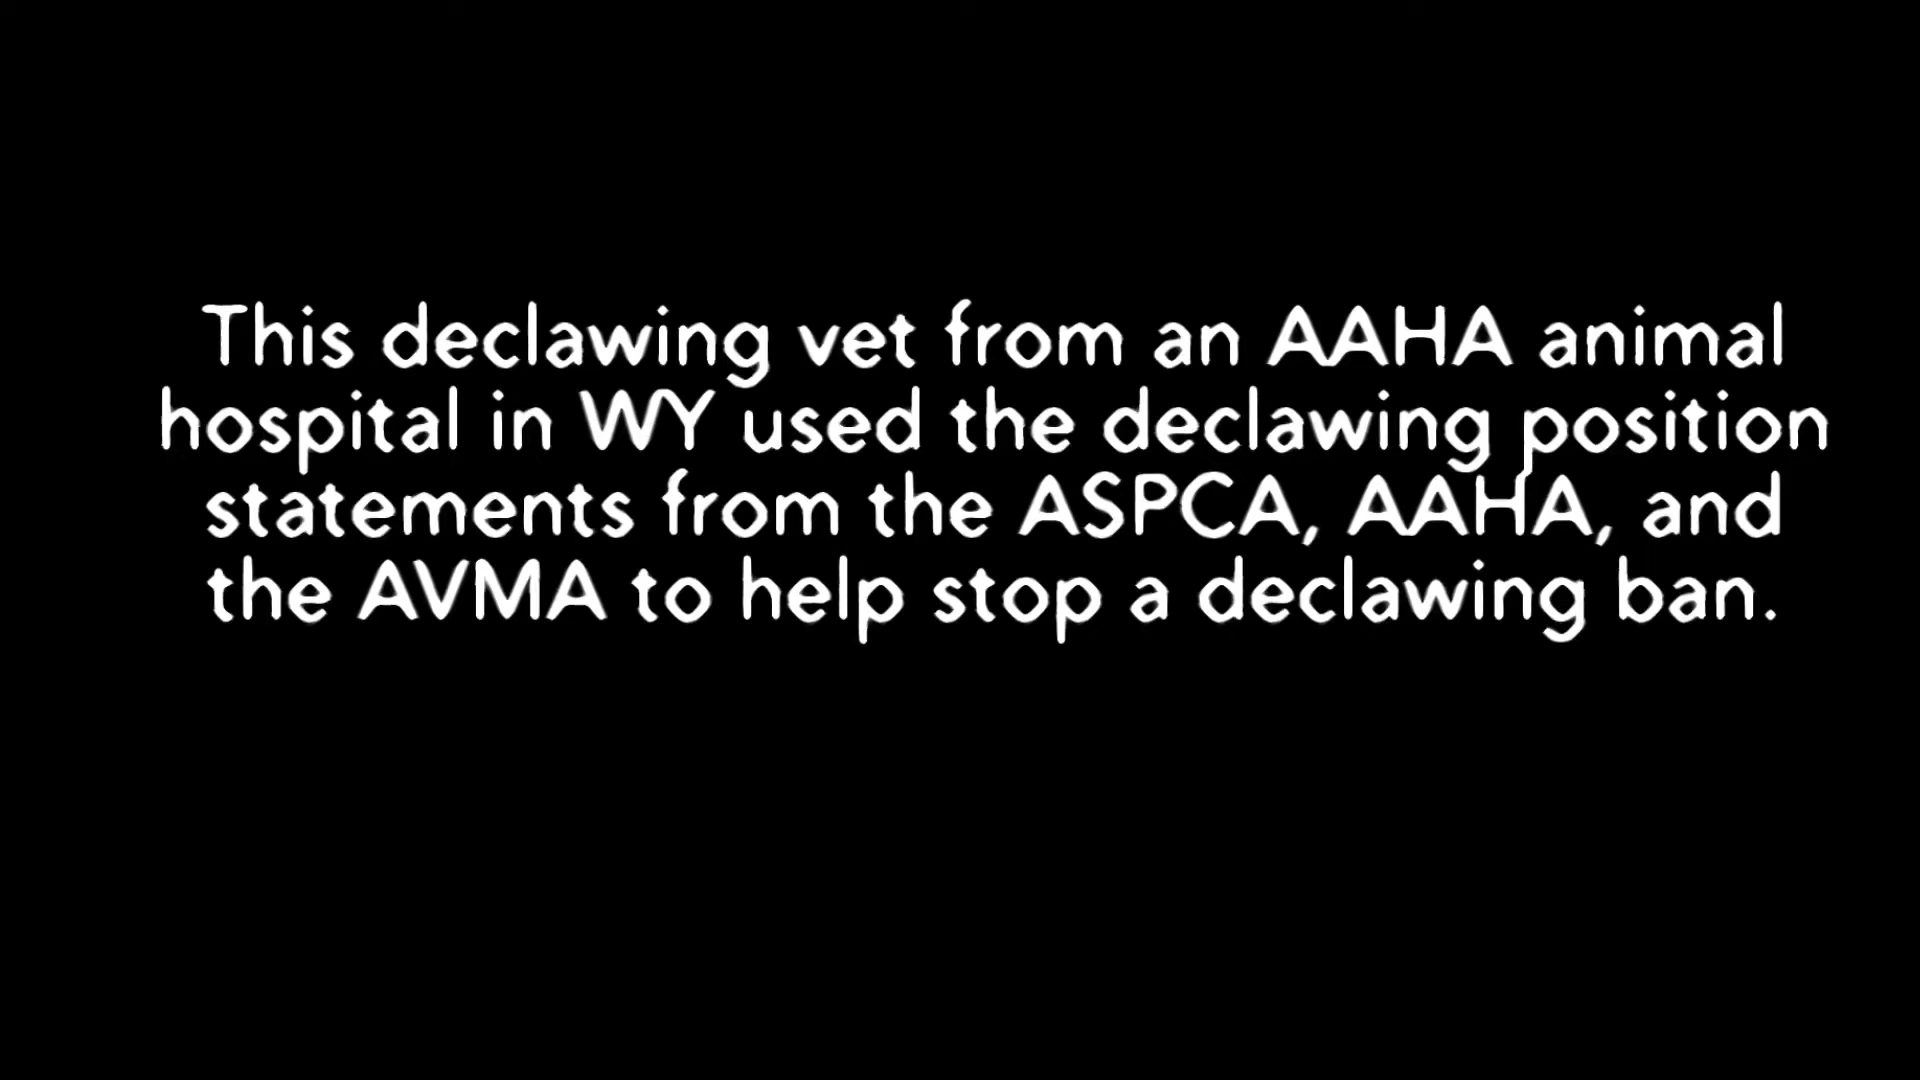 This declawing vet from an AAHA animal
hospital in WY used the declawing position
statements from the ASPCA, AAHA, and
the AVMA to help stop a declawing ban.